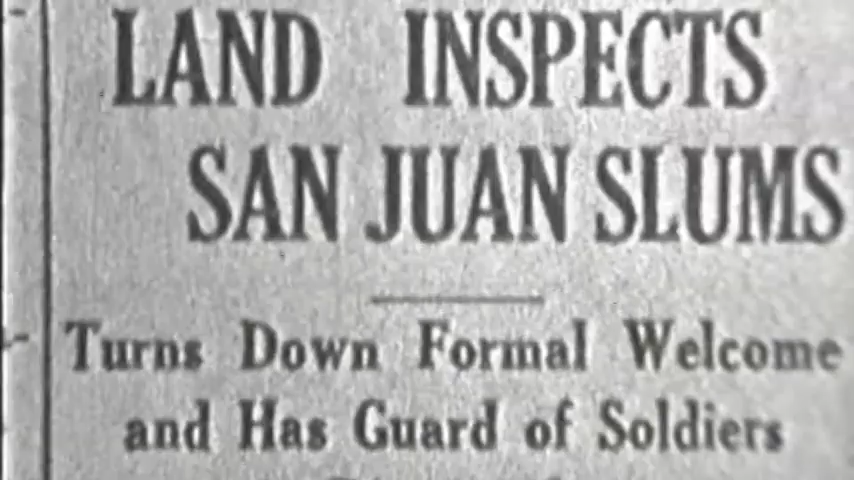 LAND INSPECTS
SAN JUAN SLUMS
Turns Down Formal Welcome
and Has Guard of Soldiers